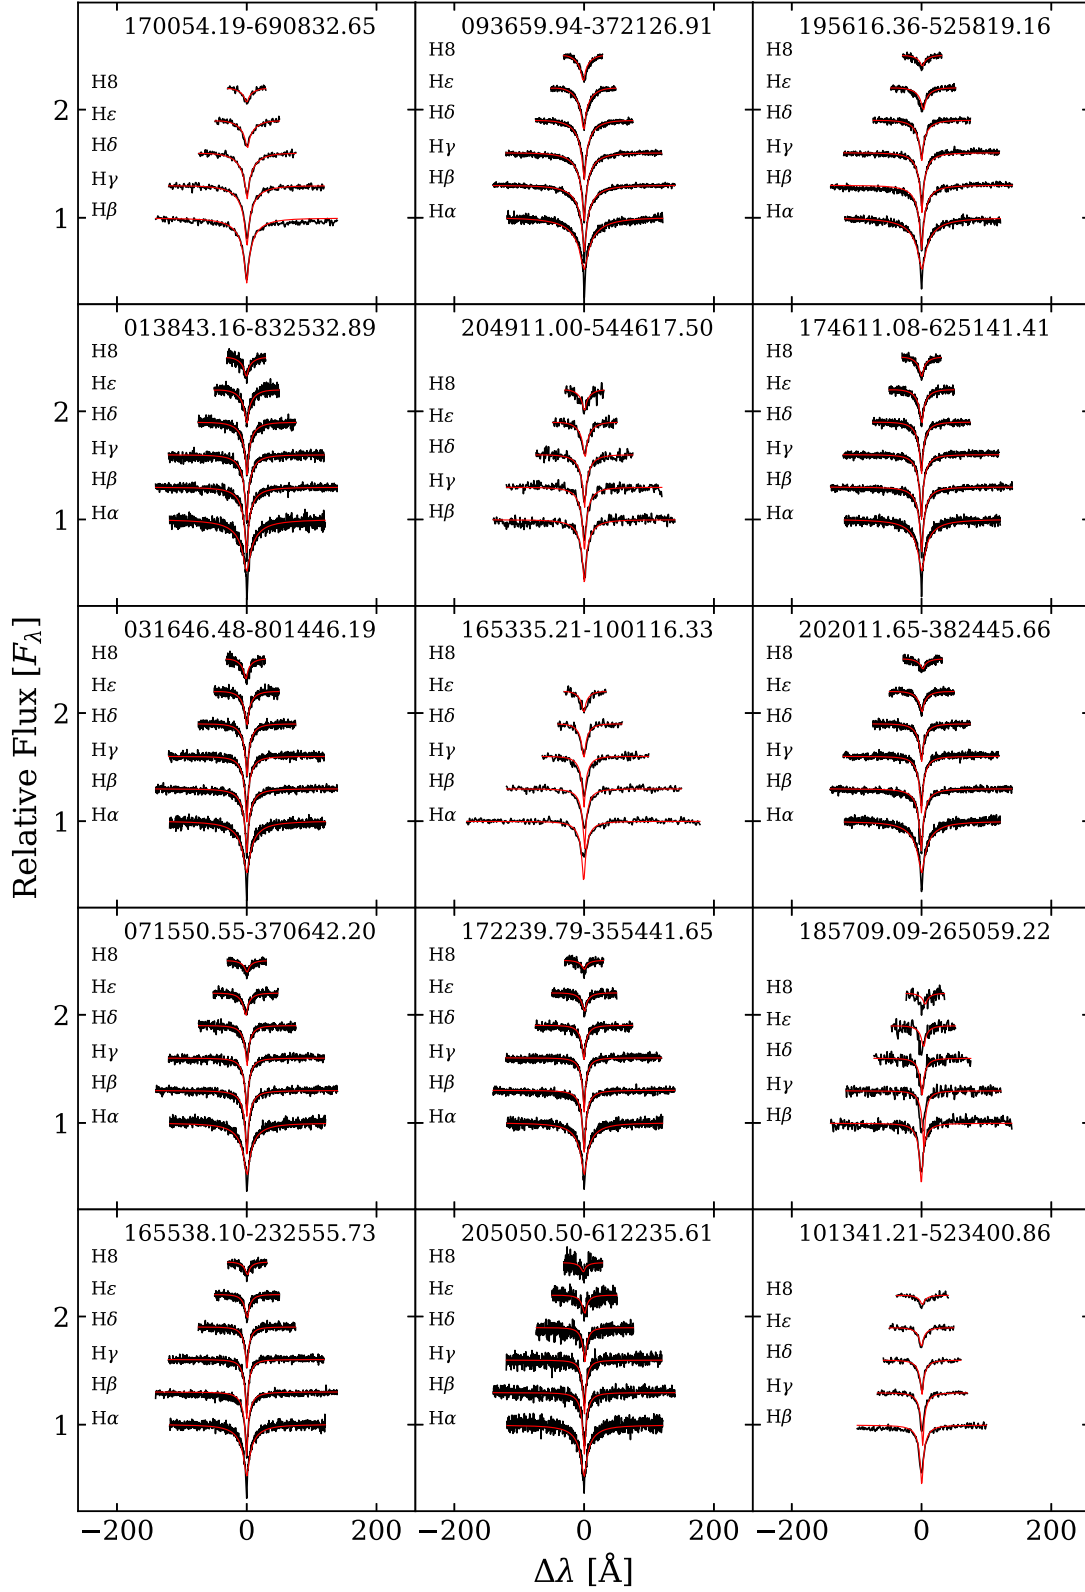 170054.19-690832.65
H8
Hε
Hδ
Hγ
Hβ
2
1
093659.94-372126.91
H8
Hε
Hδ
Hγ
Hβ
Hα
195616.36-525819.16
H8
Hε
Hδ
Hγ
Hβ
Hα
013843.16-832532.89
H8
Hε
Hδ
Hγ
Hβ
Hα
2
1
204911.00-544617.50
H8
Hε
Hδ
Hγ
Hβ
174611.08-625141.41
H8
Hε
Hδ
Hγ
Hβ
Hα
031646.48-801446.19
H8
Hε
Hδ
Hγ
Hβ
Hα
2
1
165335.21-100116.33
H8
Hε
Hδ
Hγ
Hβ
Hα
202011.65-382445.66
H8
Hε
Hδ
Hγ
Hβ
Hα
071550.55-370642.20
H8
Hε
Hδ
Hγ
Hβ
Hα
2
1
172239.79-355441.65
H8
Hε
Hδ
Hγ
Hβ
Hα
185709.09-265059.22
H8
Hε
Hδ
Hγ
Hβ
165538.10-232555.73
H8
Hε
Hδ
Hγ
Hβ
Hα
2
1
205050.50-612235.61
H8
Hε
Hδ
Hγ
Hβ
Hα
101341.21-523400.86
H8
Hε
Hδ
Hγ
Hβ
−200 0 200 −200 0 200 −200 0 200
Δλ [Å]
Relative Flux [Fλ]